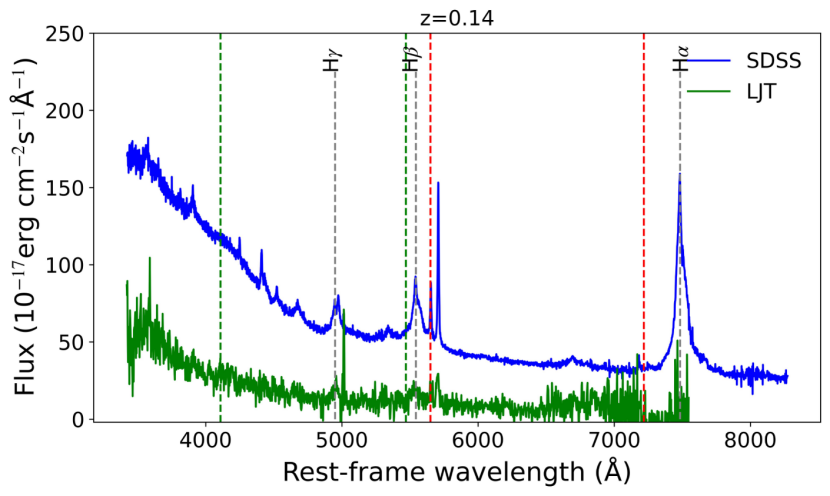 z=0.14
250
200
150
100
50
0
Flux (10⁻¹⁷erg cm⁻²s⁻¹Å⁻¹)
Hγ
Hβ
Hα
SDSS
LJT
4000 5000 6000 7000 8000
Rest-frame wavelength (Å)